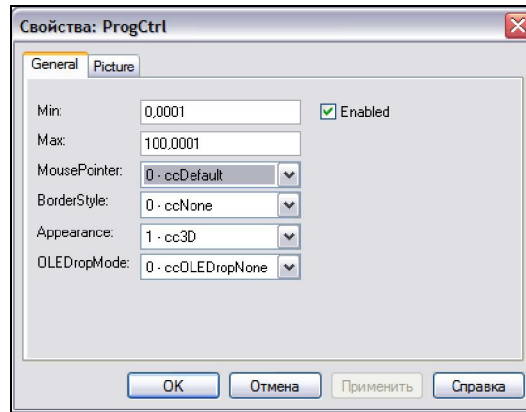 Свойства: ProgCtrl
General Picture
Min: 0,0001 Enabled
Max: 100,0001
MousePointer: 0 - ccDefault
BorderStyle: 0 - ccNone
Appearance: 1 - cc3D
OLEDropMode: 0 - ccOLEDropNone
OK Отмена Применить Справка